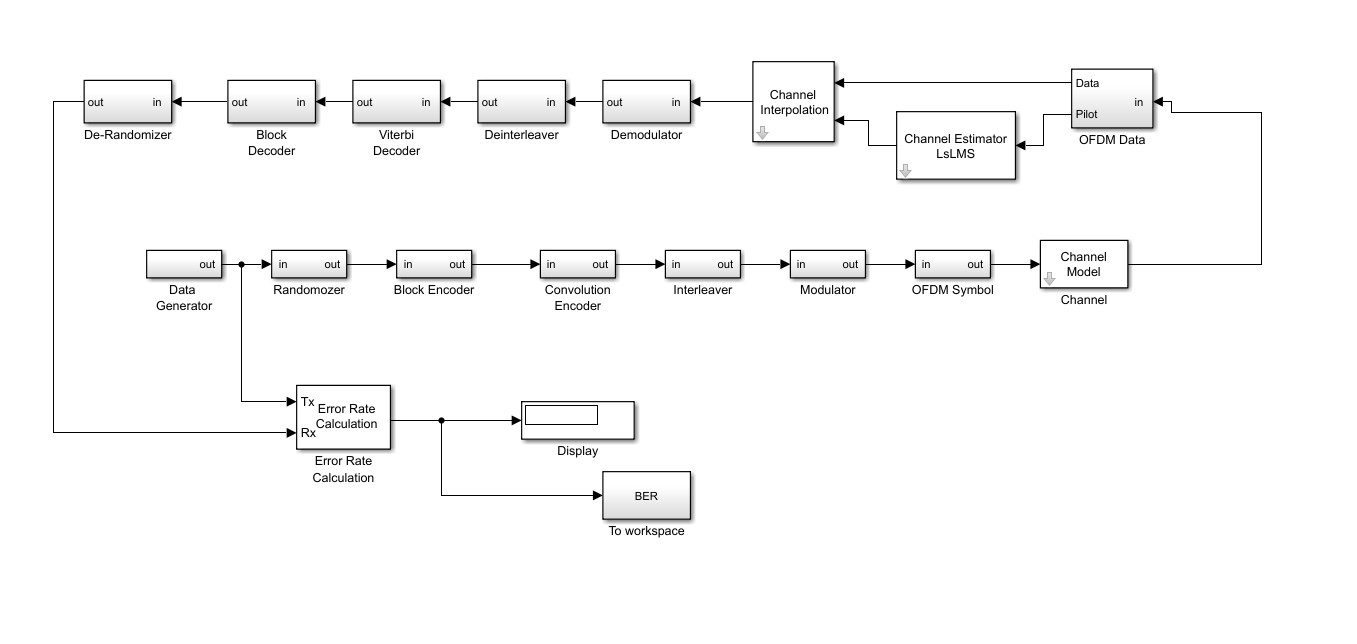 out in
De-Randomizer
out in
Block
Decoder
out in
Viterbi
Decoder
out in
Deinterleaver
out in
Demodulator
Channel
Interpolation
Channel Estimator
LsLMS
Data
in
Pilot
OFDM Data
out
Data
Generator
in out
Randomozer
in out
Block Encoder
in out
Convolution
Encoder
in out
Interleaver
in out
Modulator
in out
OFDM Symbol
Channel
Model
Channel
Tx
Error Rate
Calculation
Rx
Error Rate
Calculation
Display
BER
To workspace